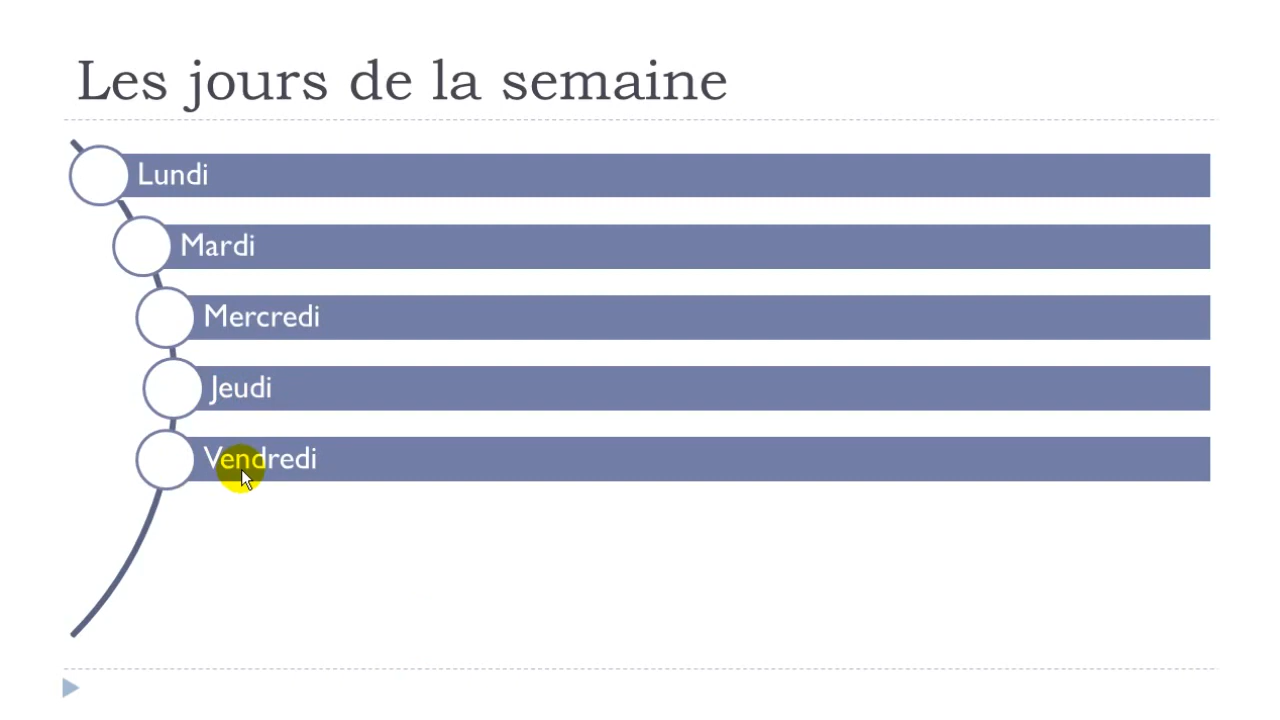 Les jours de la semaine
Lundi
Mardi
Mercredi
Jeudi
Vendredi